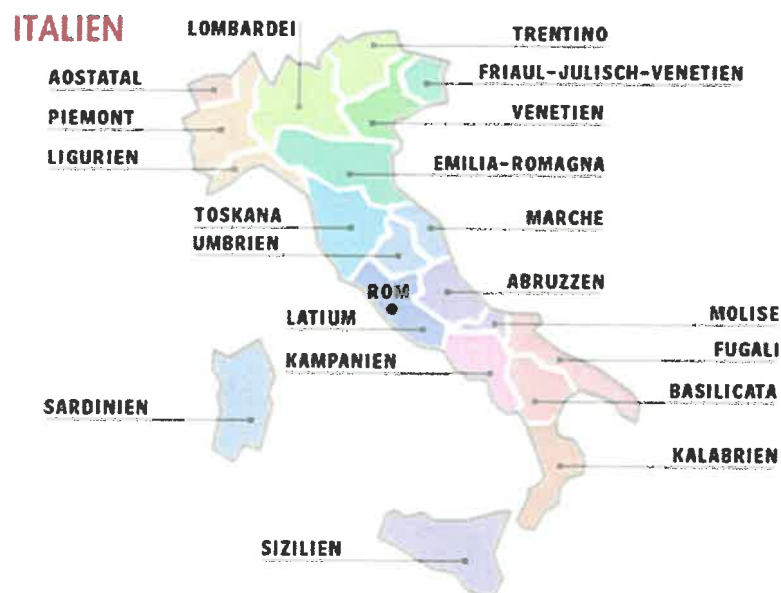 ITALIEN
LOMBARDEI
TRENTINO
AOSTATAL
FRIAUL-JULISCH-VENETIEN
PIEMONT
VENETIEN
LIGURIEN
EMILIA-ROMAGNA
TOSKANA
MARCHE
UMBRIEN
ABRUZZEN
ROM
LATIUM
MOLISE
KAMPANIEN
FUGALI
BASILICATA
SARDINIEN
KALABRIEN
SIZILIEN